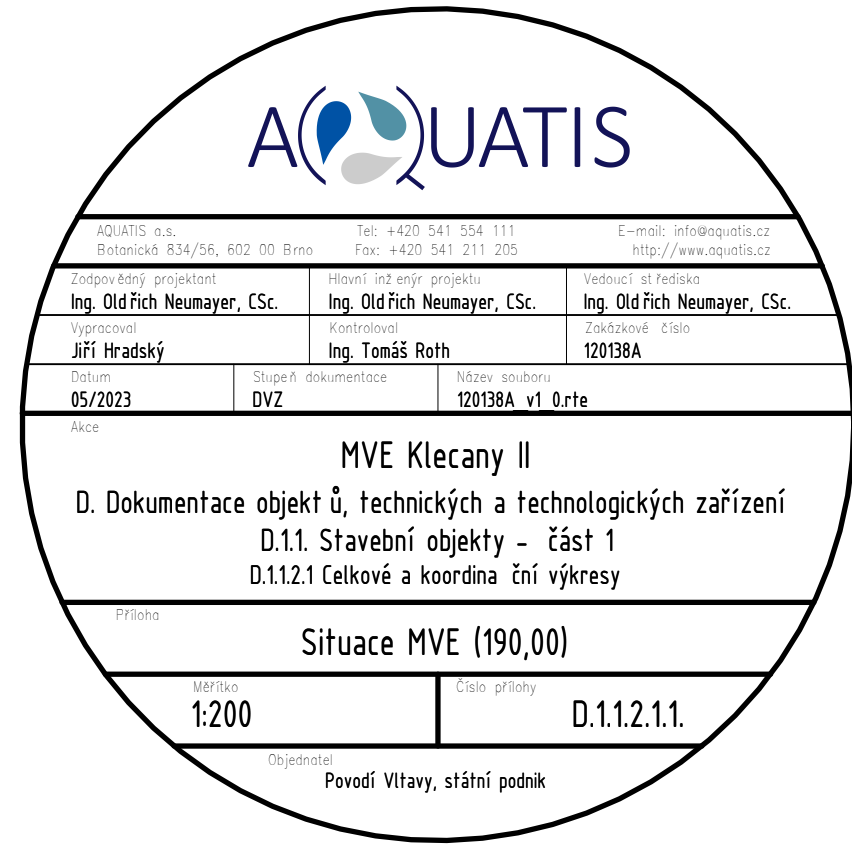 AQUATIS
AQUATIS a.s. Tel: +420 541 554 111 E-mail: info@aquatis.cz
Botanická 834/56, 602 00 Brno Fax: +420 541 211 205 http://www.aquatis.cz
Zodpovědný projektant Hlavní inženýr projektu Vedoucí střediska
Ing. Oldřich Neumayer, CSc. Ing. Oldřich Neumayer, CSc. Ing. Oldřich Neumayer, CSc.
Vypracoval Kontroloval Zakázkové číslo
Jiří Hradský Ing. Tomáš Roth 120138A
Datum Stupeň dokumentace Název souboru
05/2023 DVZ 120138A_v1_0.rte
Akce
MVE Klecany II
D. Dokumentace objektů, technických a technologických zařízení
D.1.1. Stavební objekty - část 1
D.1.1.2.1 Celkové a koordinační výkresy
Příloha
Situace MVE (190,00)
Měřítko Číslo přílohy
1:200 D.1.1.2.1.1.
Objednatel
Povodí Vltavy, státní podnik